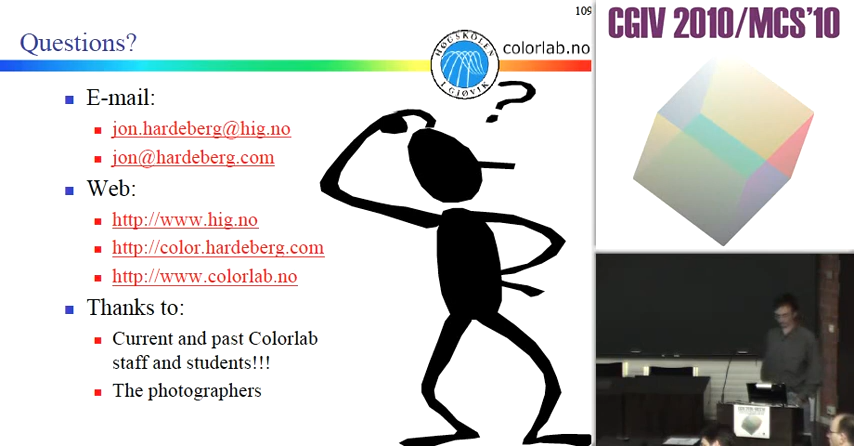 109
Questions?
HØGSKOLEN
I GJØVIK
colorlab.no
E-mail:
jon.hardeberg@hig.no
jon@hardeberg.com
Web:
http://www.hig.no
http://color.hardeberg.com
http://www.colorlab.no
Thanks to:
Current and past Colorlab
staff and students!!!
The photographers
?
CGIV 2010/MCS'10